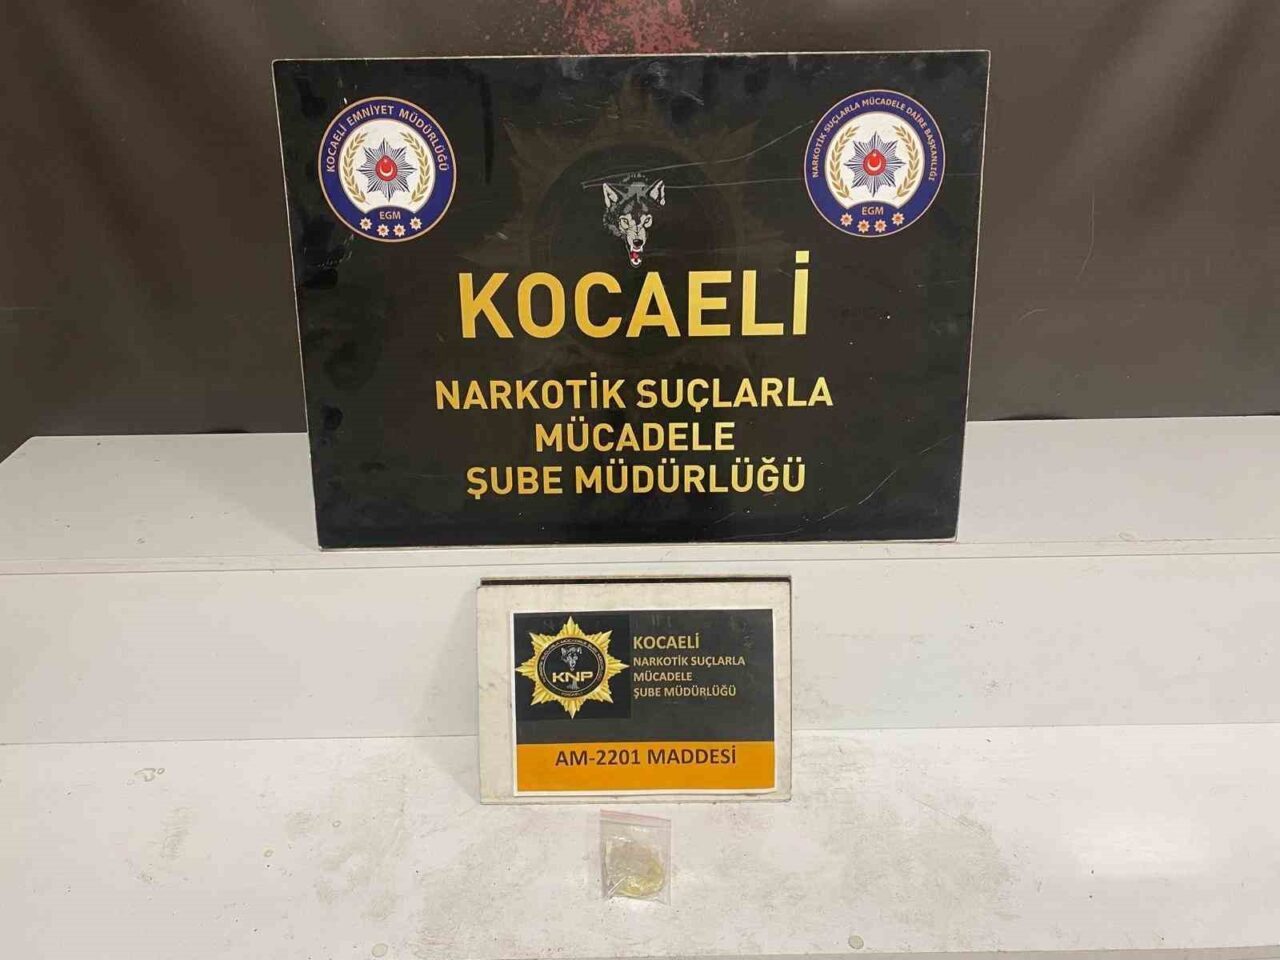 KOCAELİ EMNİYET MÜDÜRLÜĞÜ
EGM
NARKOTİK SUÇLARLA MÜCADELE DAİRE BAŞKANLIĞI
EGM
KOCAELİ
NARKOTİK SUÇLARLA
MÜCADELE
ŞUBE MÜDÜRLÜĞÜ
KNP
KOCAELİ
NARKOTİK SUÇLARLA
MÜCADELE
ŞUBE MÜDÜRLÜĞÜ
AM-2201 MADDESİ